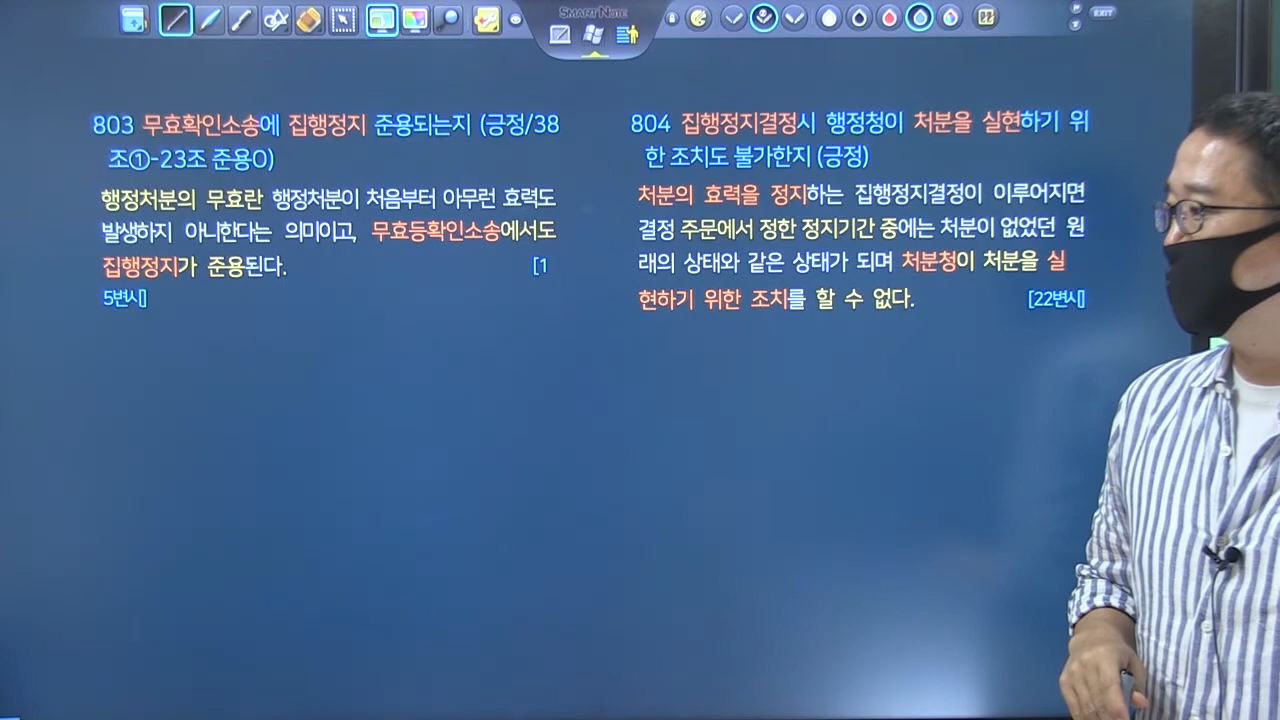 SMARTNOTE
EXIT
803 무효확인소송에 집행정지 준용되는지 (긍정/38
조①-23조 준용O)
행정처분의 무효란 행정처분이 처음부터 아무런 효력도
발생하지 아니한다는 의미이고, 무효등확인소송에서도
집행정지가 준용된다. [1
5변시]
804 집행정지결정시 행정청이 처분을 실현하기 위
한 조치도 불가한지 (긍정)
처분의 효력을 정지하는 집행정지결정이 이루어지면
결정 주문에서 정한 정지기간 중에는 처분이 없었던 원
래의 상태와 같은 상태가 되며 처분청이 처분을 실
현하기 위한 조치를 할 수 없다. [22변시]